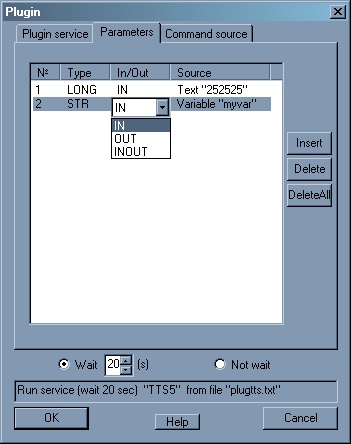 Plugin
Plugin service Parameters Command source
Nº Type In/Out Source
1 LONG IN Text "252525"
2 STR IN Variable "myvar"
IN
OUT
INOUT
Insert
Delete
DeleteAll
Wait 20 (s) Not wait
Run service (wait 20 sec) "TTS5" from file "plugtts.txt"
OK Help Cancel